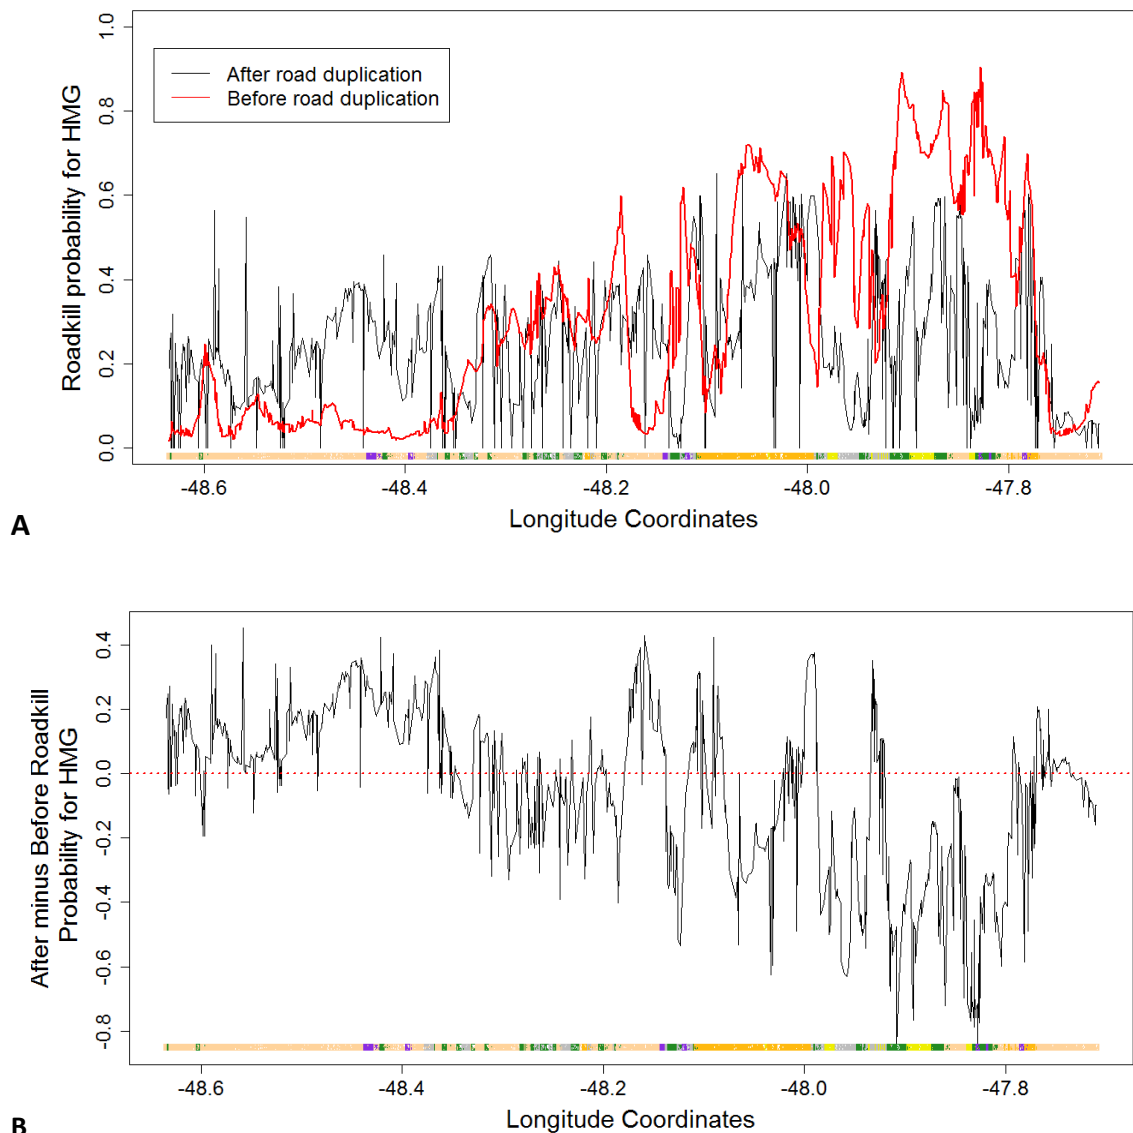 1.0
0.8
0.6
0.4
0.2
0.0
Roadkill probability for HMG
After road duplication
Before road duplication
-48.6 -48.4 -48.2 -48.0 -47.8
Longitude Coordinates
A
0.4
0.2
0.0
-0.2
-0.4
-0.6
-0.8
After minus Before Roadkill
Probability for HMG
-48.6 -48.4 -48.2 -48.0 -47.8
Longitude Coordinates
B